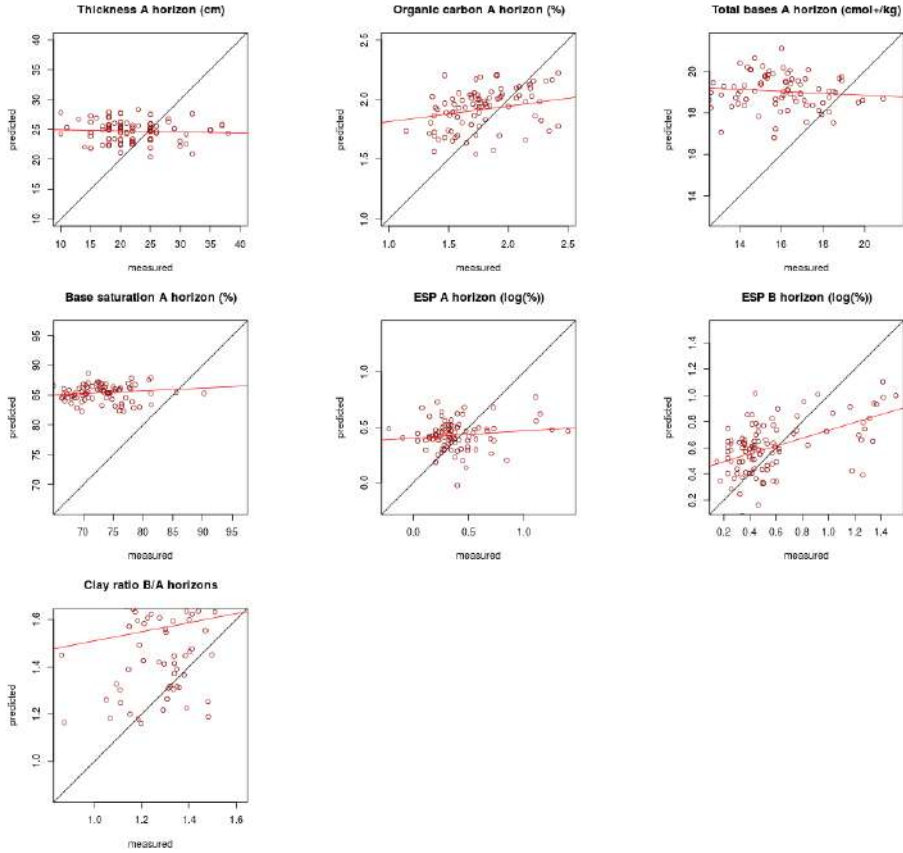 Thickness A horizon (cm)
predicted
40
35
30
25
20
15
10
10 15 20 25 30 35 40
measured
Organic carbon A horizon (%)
predicted
2.5
2.0
1.5
1.0
1.0 1.5 2.0 2.5
measured
Total bases A horizon (cmol+/kg)
predicted
20
18
16
14
14 16 18 20
measured
Base saturation A horizon (%)
predicted
95
90
85
80
70
70 75 80 85 90 95
measured
ESP A horizon (log(%))
predicted
1.0
0.5
0.0
0.0 0.5 1.0
measured
ESP B horizon (log(%))
predicted
1.4
1.2
1.0
0.8
0.6
0.4
0.2
0.2 0.4 0.6 0.8 1.0 1.2 1.4
measured
Clay ratio B/A horizons
predicted
1.6
1.4
1.2
1.0
1.0 1.2 1.4 1.6
measured